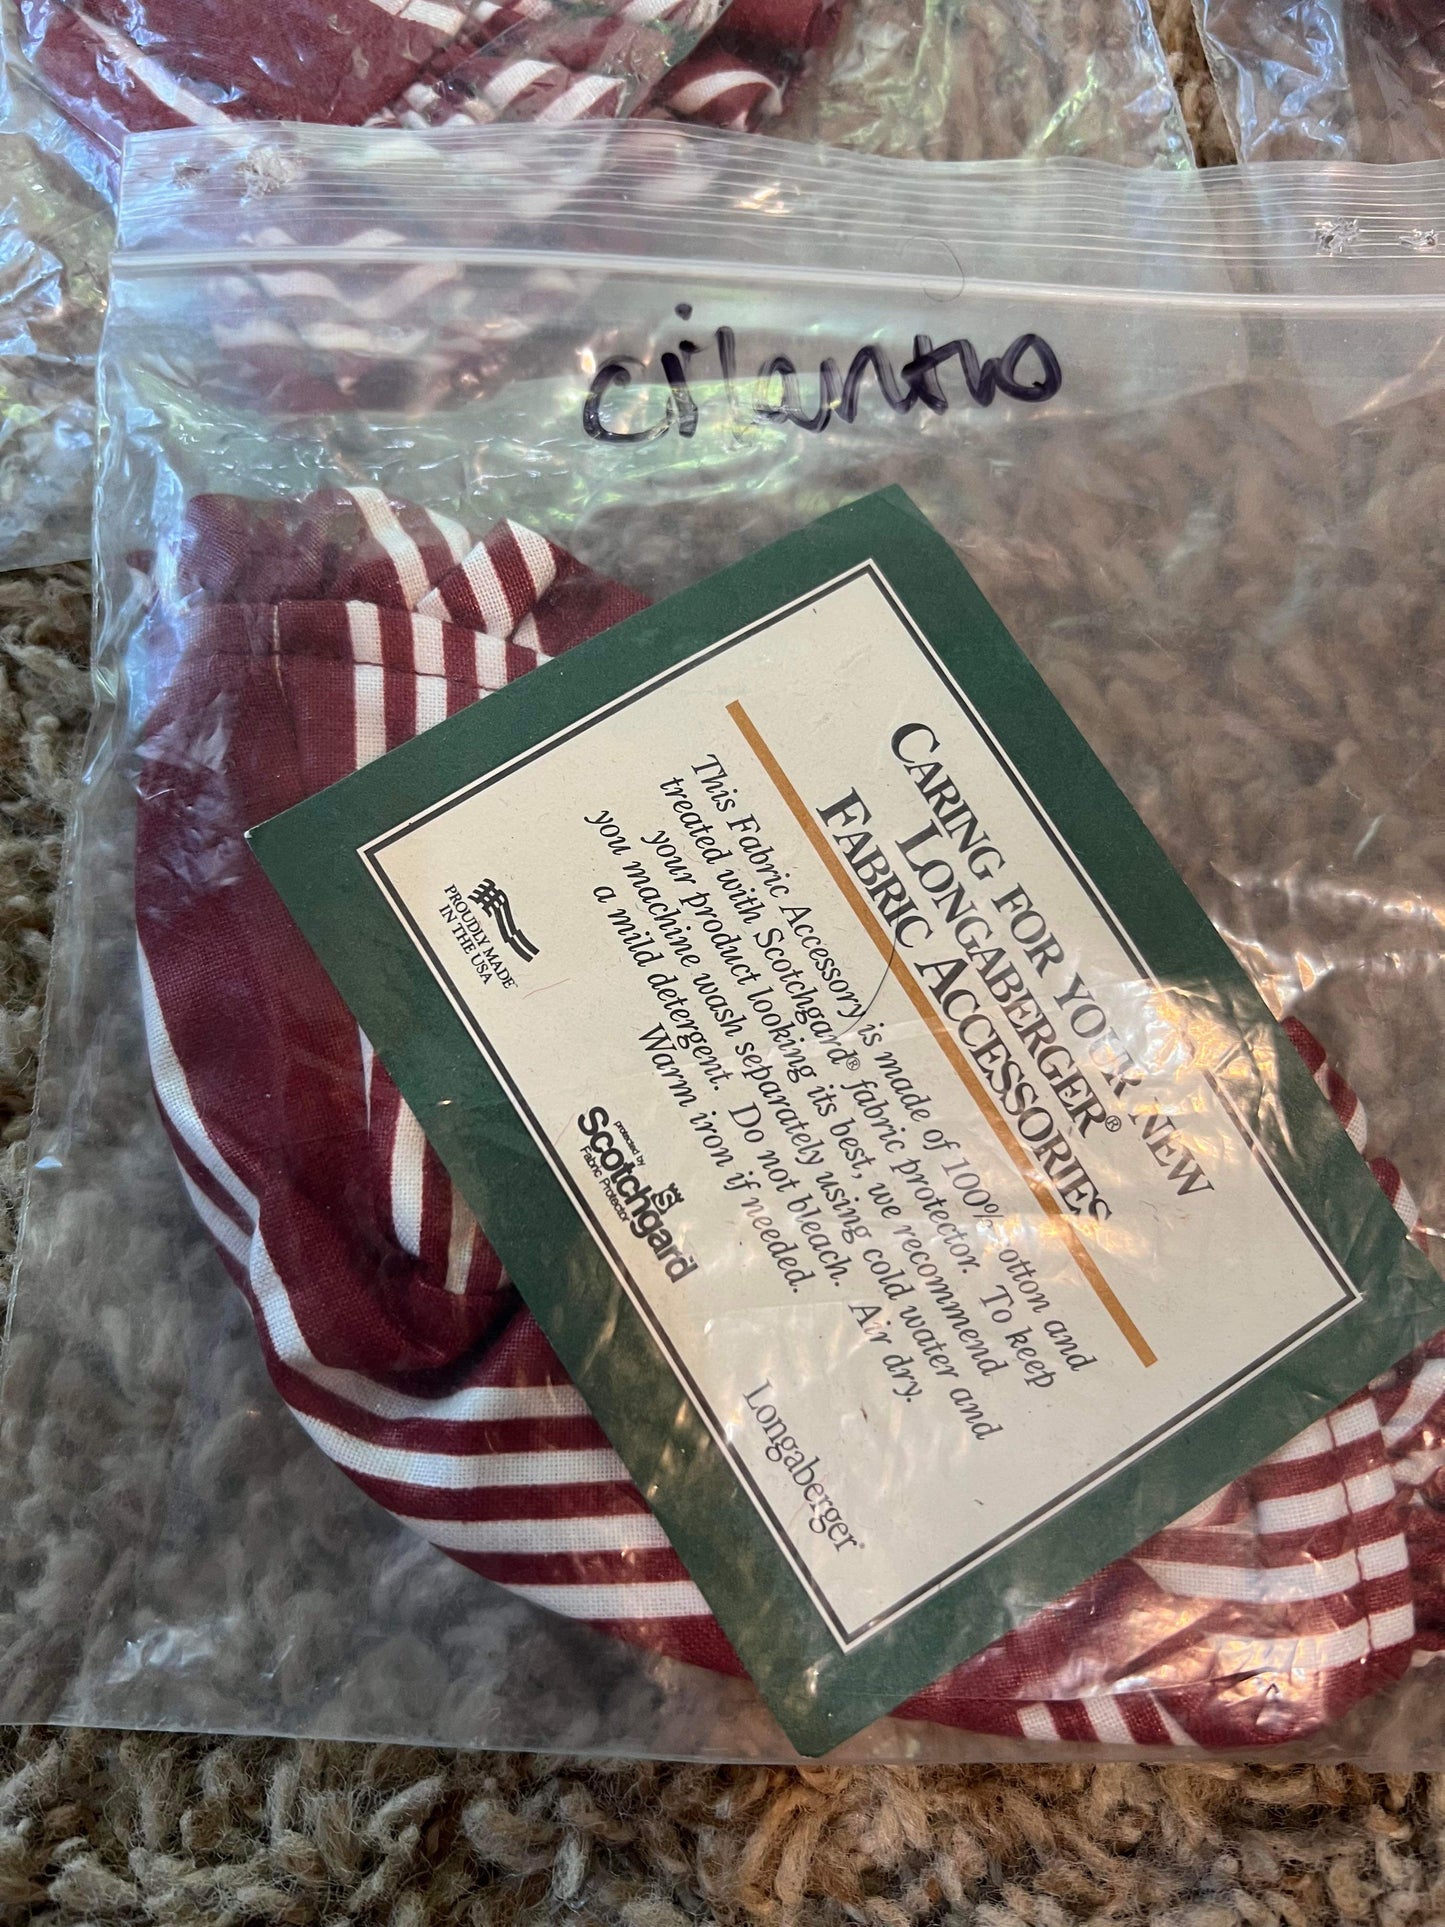 cilantro
CARING FOR YOUR NEW
LONGABERGER®
FABRIC ACCESSORIES
This Fabric Accessory is made of 100% cotton and
treated with Scotchgard® fabric protector. To keep
your product looking its best, we recommend
you machine wash separately using cold water and
a mild detergent. Do not bleach. Air dry.
Warm iron if needed.
PROUDLY MADE
IN THE USA
protected by
Scotchgard
Fabric Protector
Longaberger®